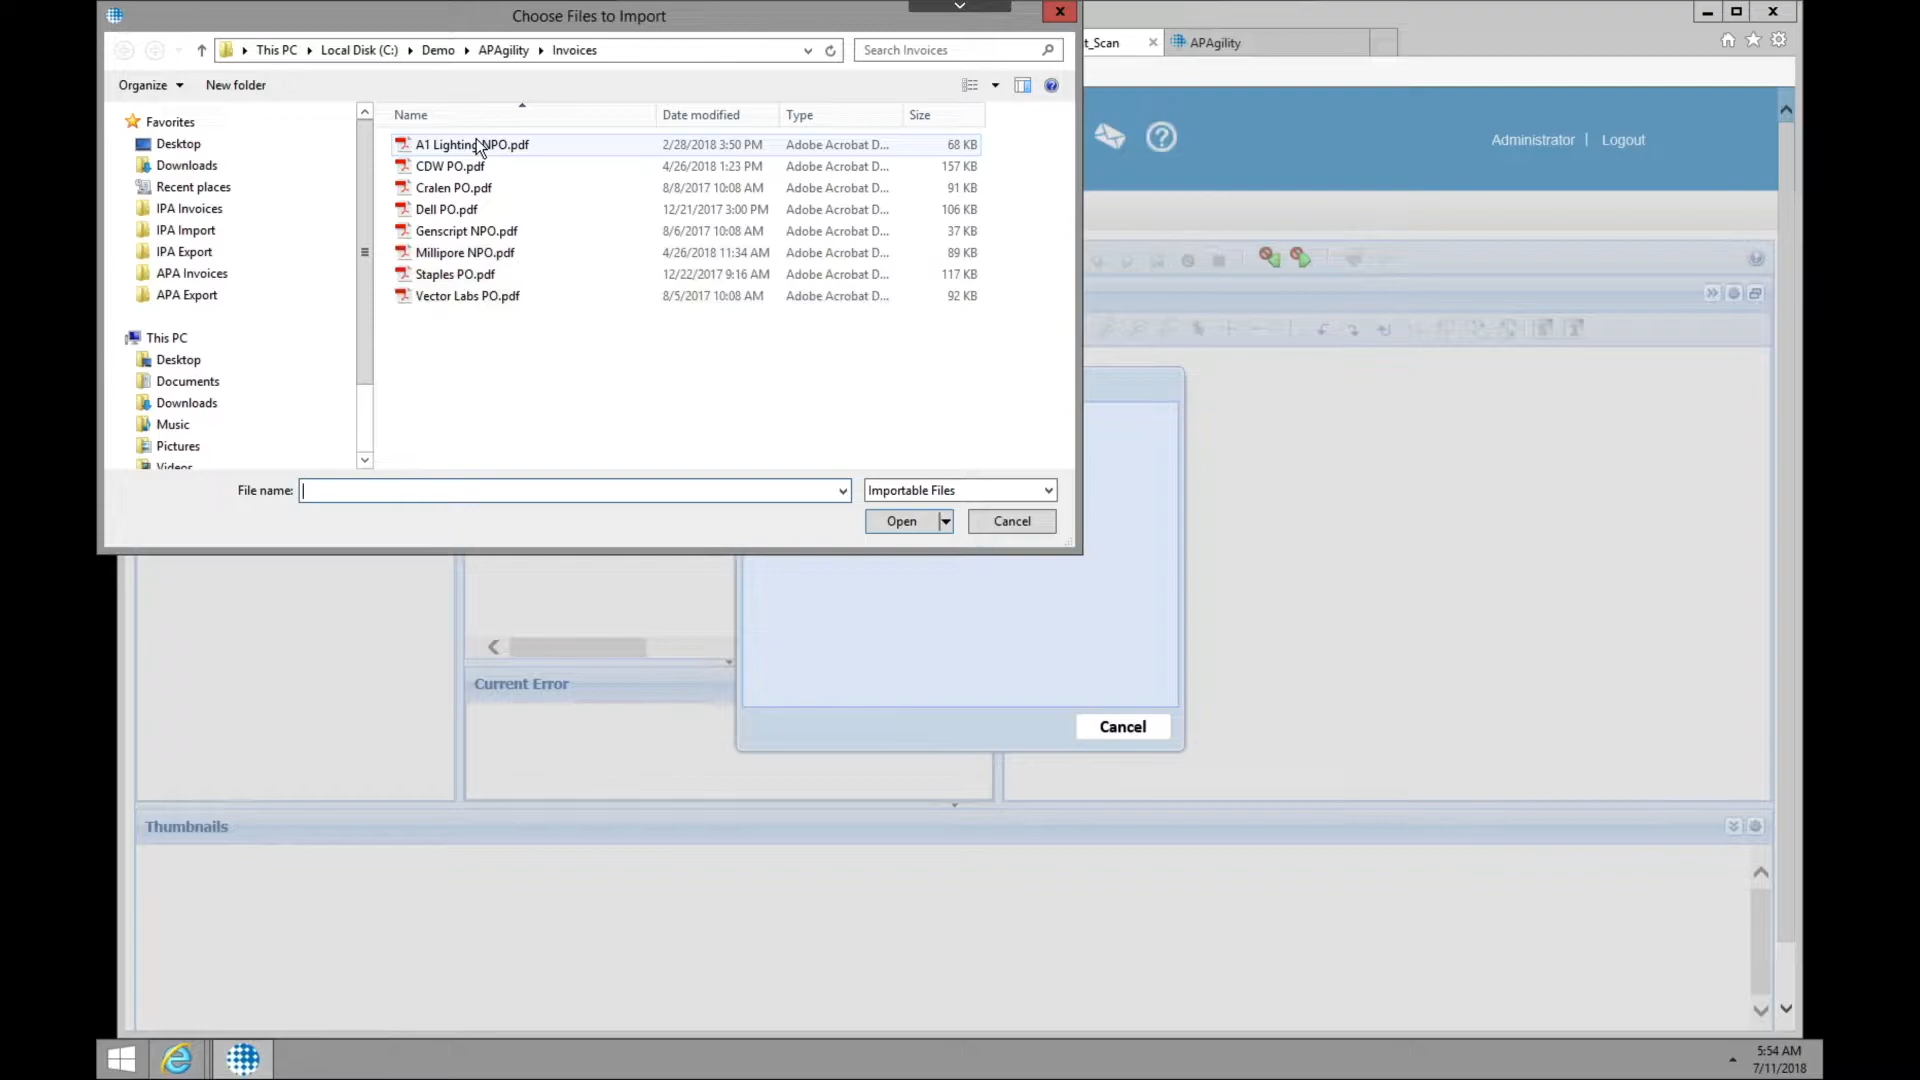 Choose Files to Import
This PC Local Disk (C:) Demo APAgility Invoices
Search Invoices
t_Scan
APAgility
Organize
New folder
Name Date modified Type Size
Favorites
Desktop
Downloads
Recent places
IPA Invoices
IPA Import
IPA Export
APA Invoices
APA Export
This PC
Desktop
Documents
Downloads
Music
Pictures
Videos
A1 Lighting NPO.pdf 2/28/2018 3:50 PM Adobe Acrobat D... 68 KB
CDW PO.pdf 4/26/2018 1:23 PM Adobe Acrobat D... 157 KB
Cralen PO.pdf 8/8/2017 10:08 AM Adobe Acrobat D... 91 KB
Dell PO.pdf 12/21/2017 3:00 PM Adobe Acrobat D... 106 KB
Genscript NPO.pdf 8/6/2017 10:08 AM Adobe Acrobat D... 37 KB
Millipore NPO.pdf 4/26/2018 11:34 AM Adobe Acrobat D... 89 KB
Staples PO.pdf 12/22/2017 9:16 AM Adobe Acrobat D... 117 KB
Vector Labs PO.pdf 8/5/2017 10:08 AM Adobe Acrobat D... 92 KB
File name:
Importable Files
Open
Cancel
Administrator | Logout
Current Error
Cancel
Thumbnails
5:54 AM
7/11/2018